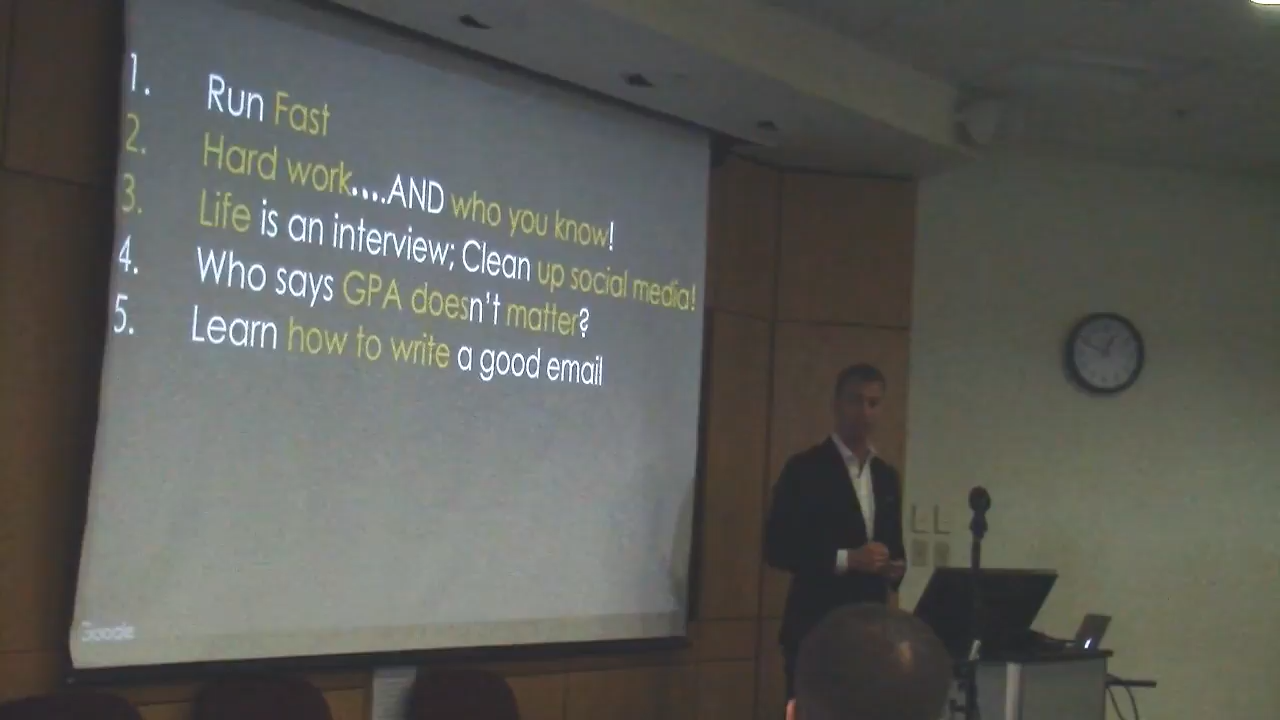 1. Run Fast
2. Hard work....AND who you know!
3. Life is an interview; Clean up social media!
4. Who says GPA doesn't matter?
5. Learn how to write a good email
Google